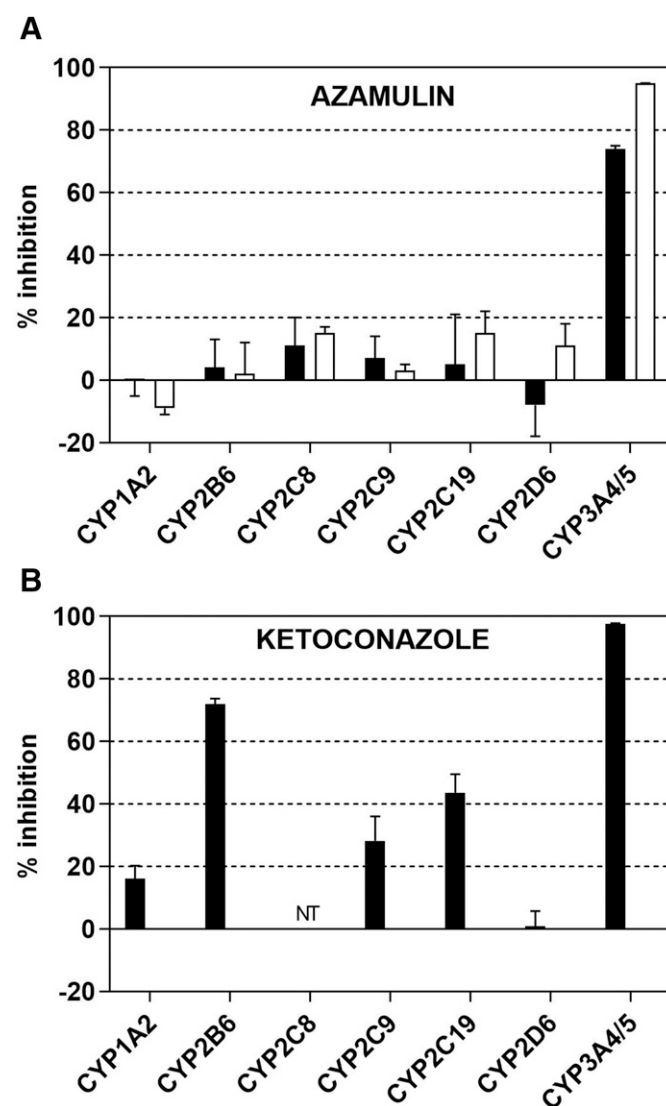 A
AZAMULIN
% inhibition
100
80
60
40
20
0
-20
CYP1A2
CYP2B6
CYP2C8
CYP2C9
CYP2C19
CYP2D6
CYP3A4/5
B
KETOCONAZOLE
% inhibition
100
80
60
40
20
0
-20
NT
CYP1A2
CYP2B6
CYP2C8
CYP2C9
CYP2C19
CYP2D6
CYP3A4/5